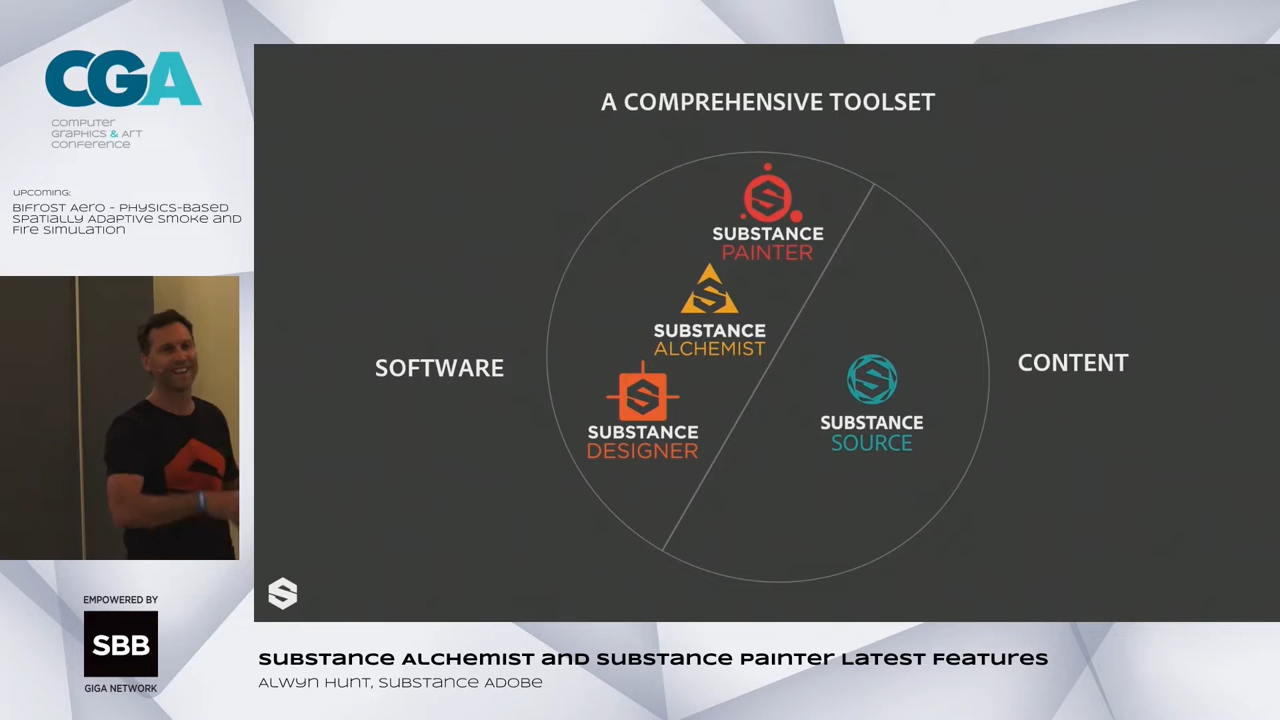 CGA
computer
graphics & art
conference
upcoming:
Bifrost Aero - Physics-Based
Spatially Adaptive Smoke and
Fire Simulation
EMPOWERED BY
SBB
GIGA NETWORK
A COMPREHENSIVE TOOLSET
SUBSTANCE
PAINTER
SUBSTANCE
ALCHEMIST
SOFTWARE
CONTENT
SUBSTANCE
DESIGNER
SUBSTANCE
SOURCE
Substance Alchemist and Substance Painter Latest Features
Alwyn Hunt, Substance Adobe